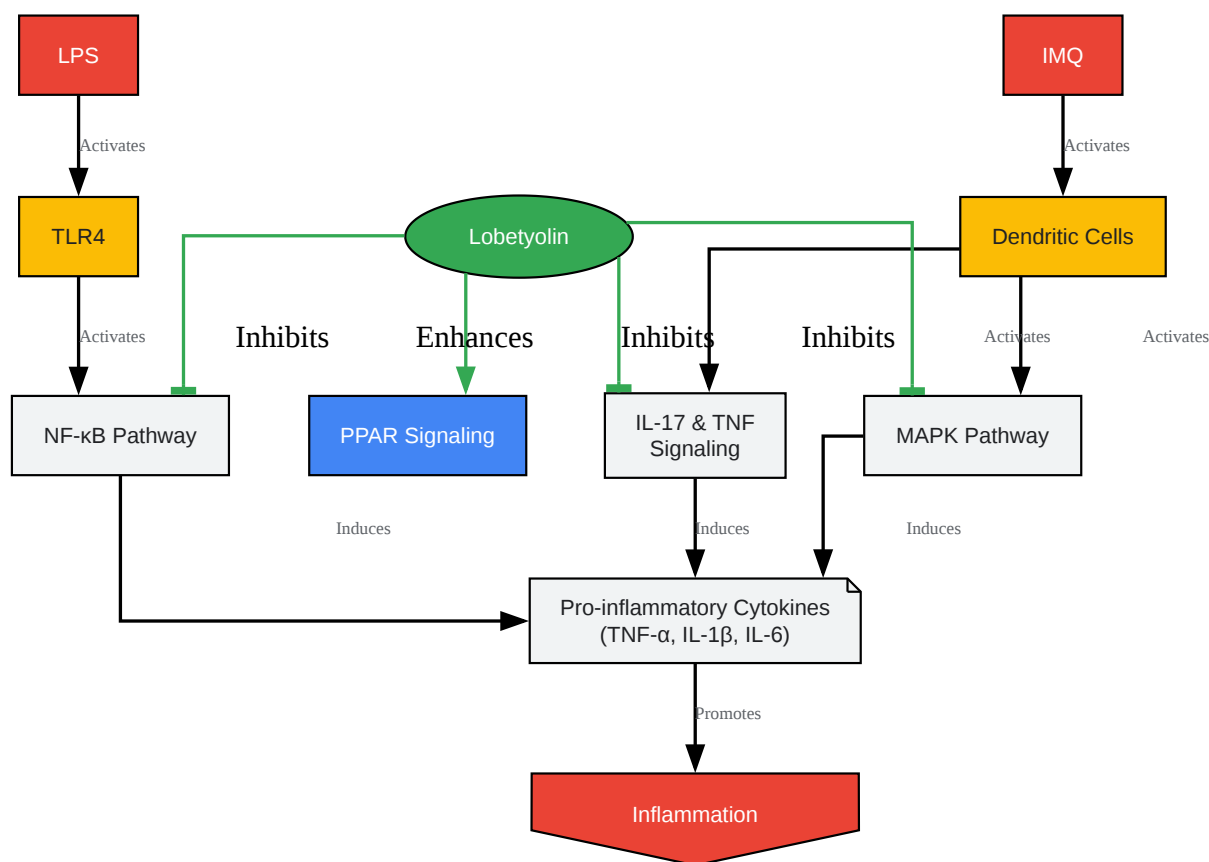 LPS
IMQ
Activates
Activates
TLR4
Lobetyolin
Dendritic Cells
Activates
Inhibits
Enhances
Inhibits
Inhibits
Activates
Activates
NF-κB Pathway
PPAR Signaling
IL-17 & TNF
Signaling
MAPK Pathway
Induces
Induces
Induces
Pro-inflammatory Cytokines
(TNF-α, IL-1β, IL-6)
Promotes
Inflammation